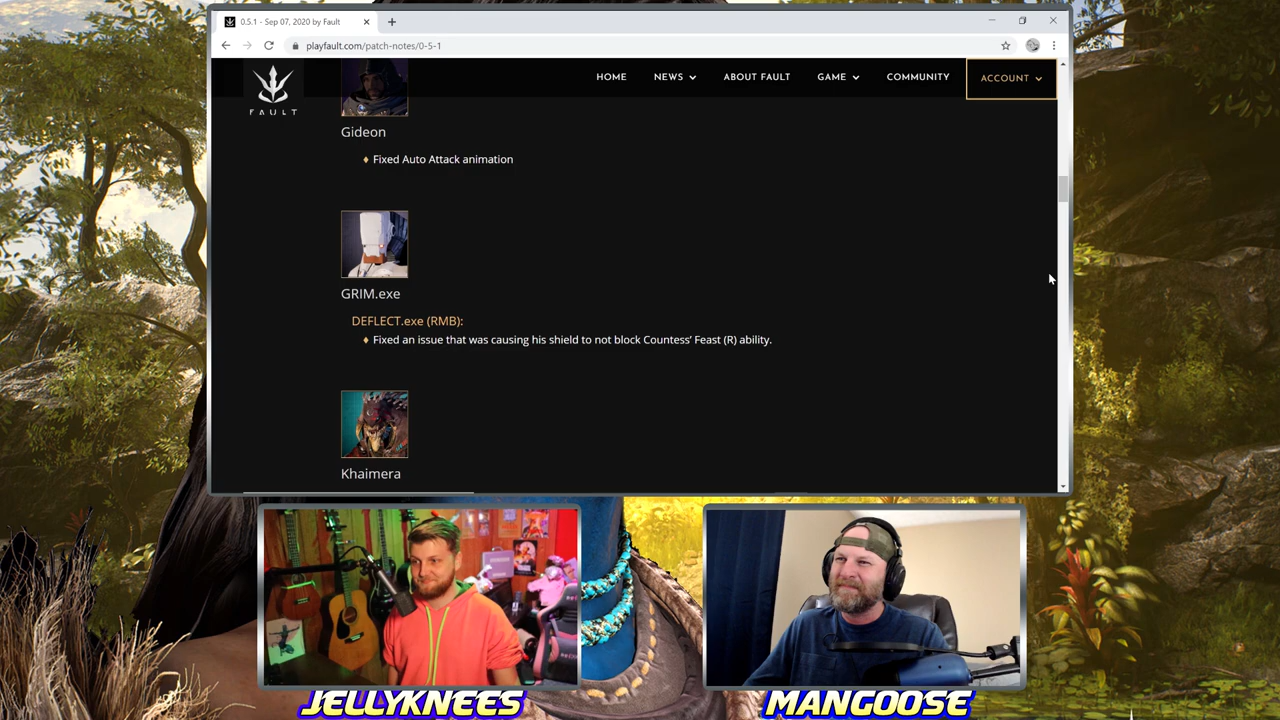 0.5.1 - Sep 07, 2020 by Fault
playfault.com/patch-notes/0-5-1
FAULT
HOME
NEWS
ABOUT FAULT
GAME
COMMUNITY
ACCOUNT
Gideon
Fixed Auto Attack animation
GRIM.exe
DEFLECT.exe (RMB):
Fixed an issue that was causing his shield to not block Countess’ Feast (R) ability.
Khaimera
JELLYKNEES
MANGOOSE